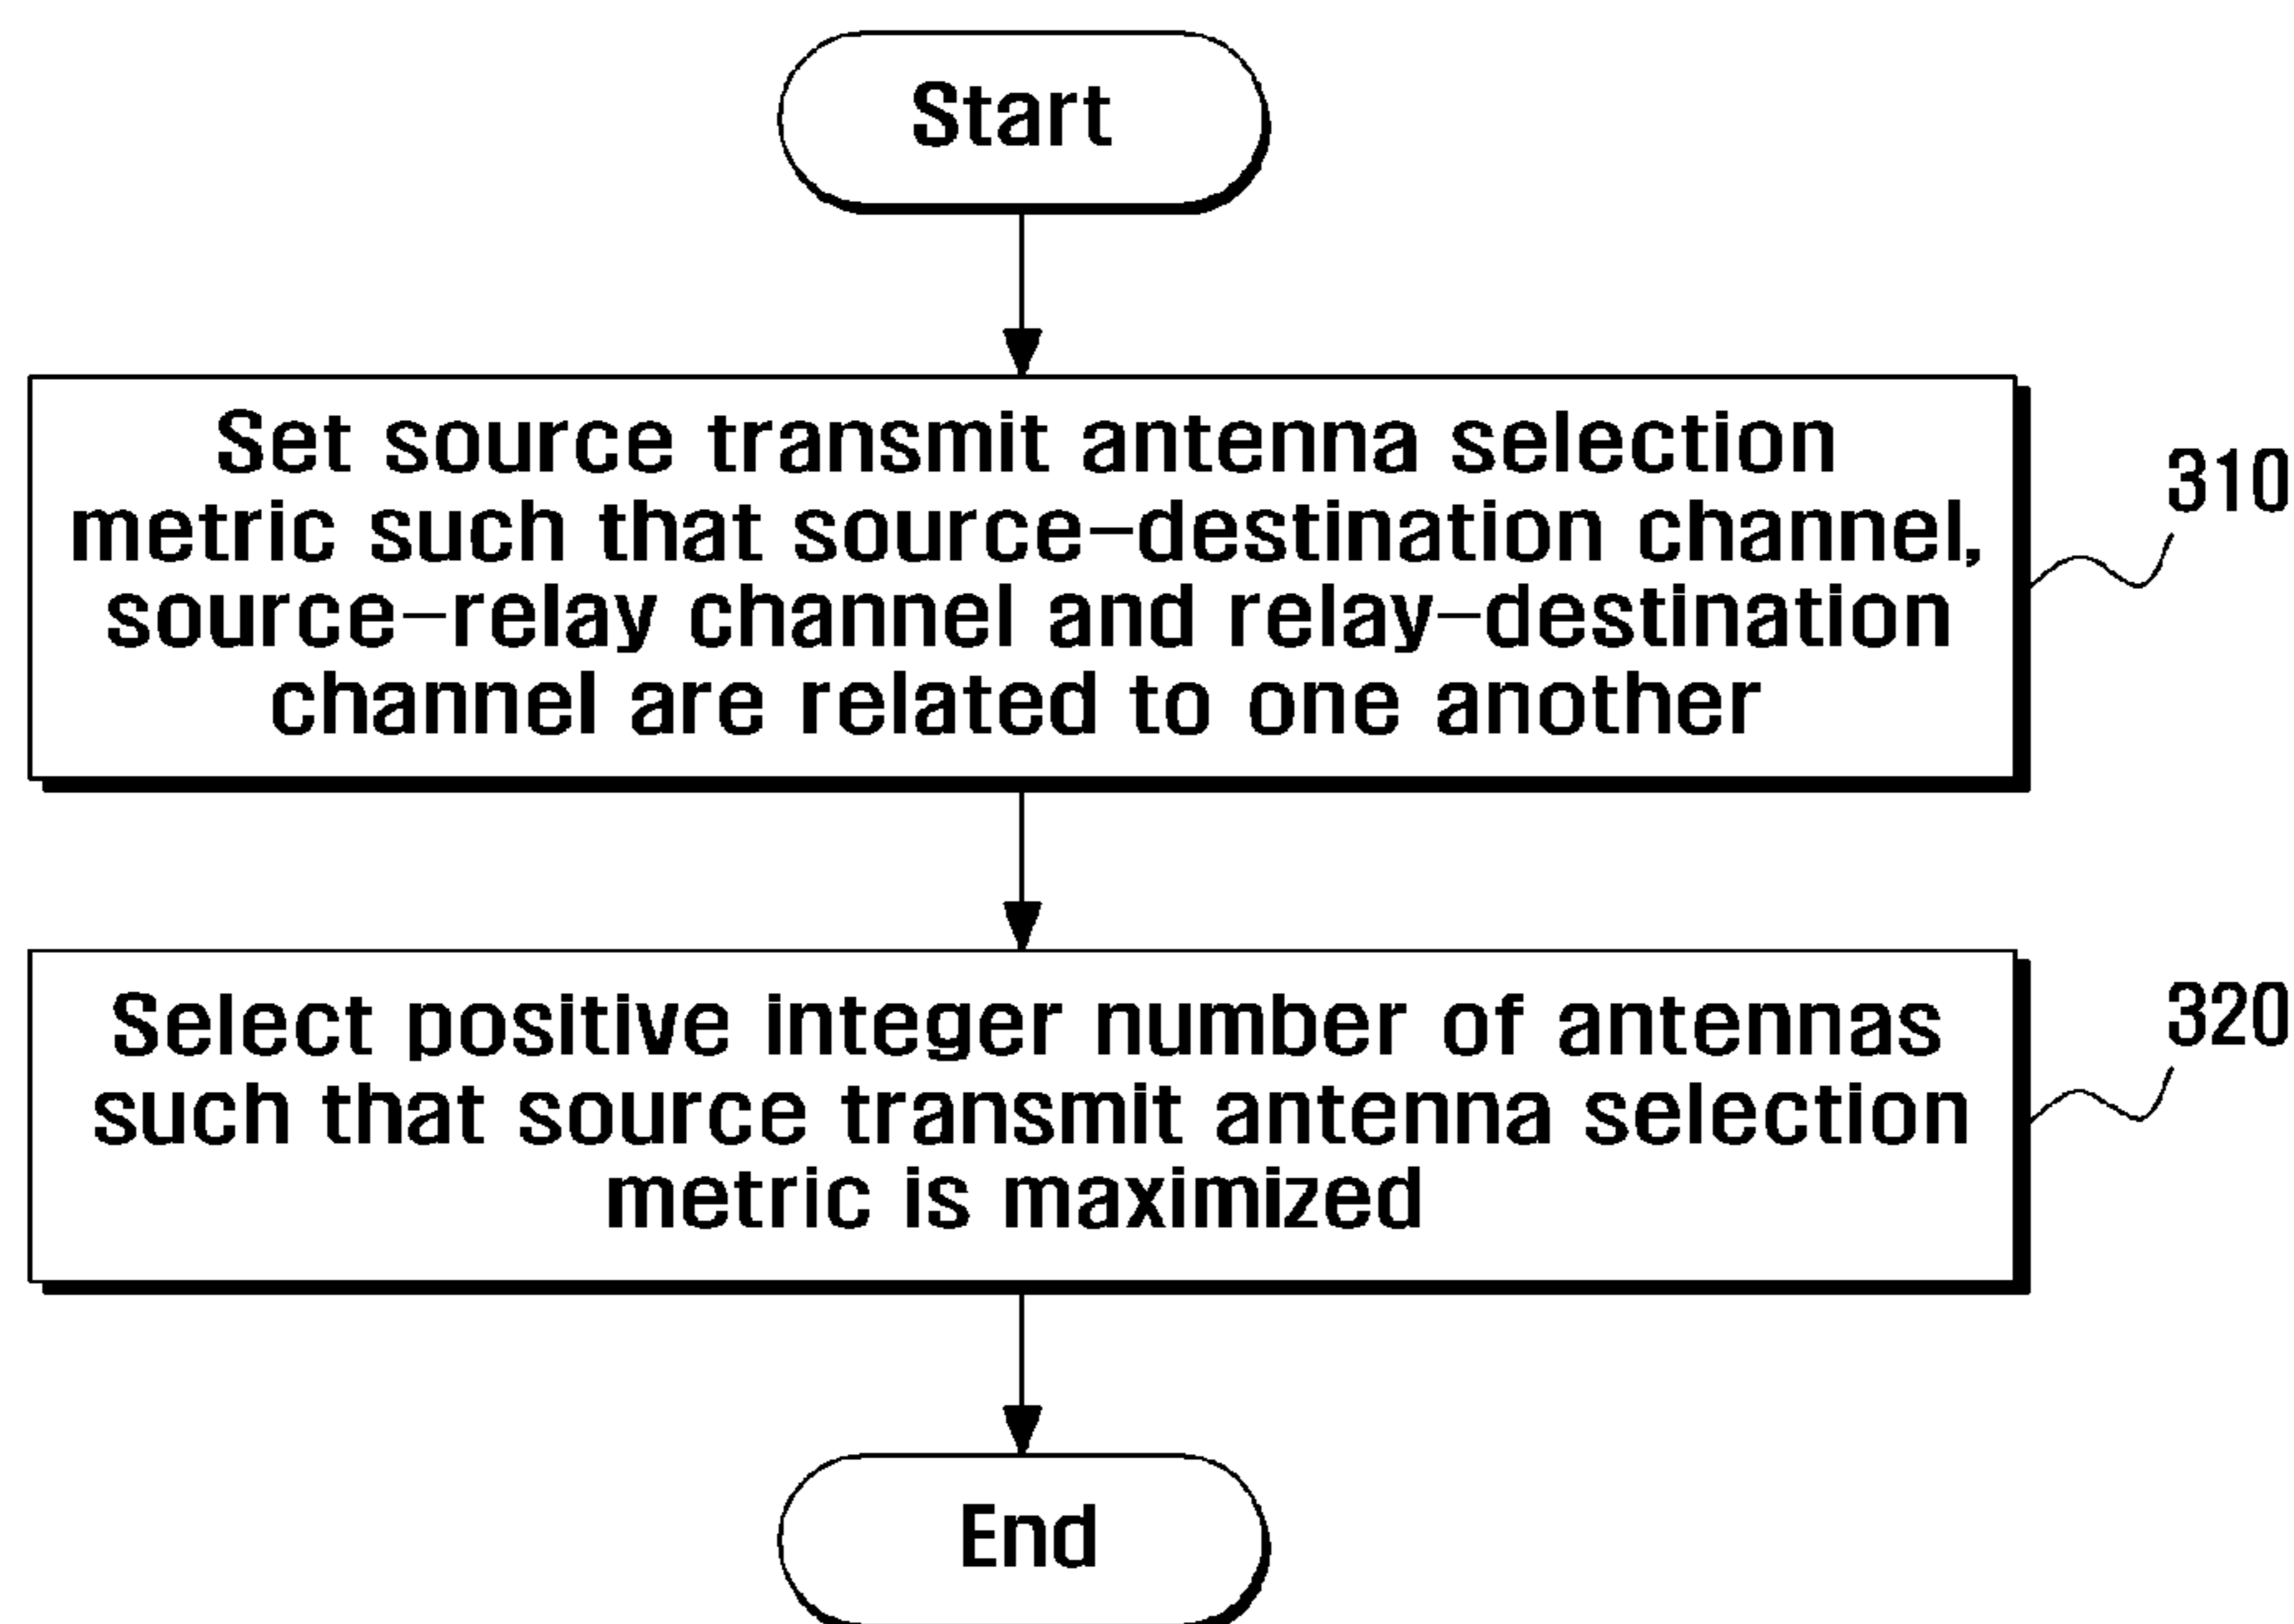 Start
Set source transmit antenna selection
metric such that source-destination channel,
source-relay channel and relay-destination
channel are related to one another
310
Select positive integer number of antennas
such that source transmit antenna selection
metric is maximized
320
End